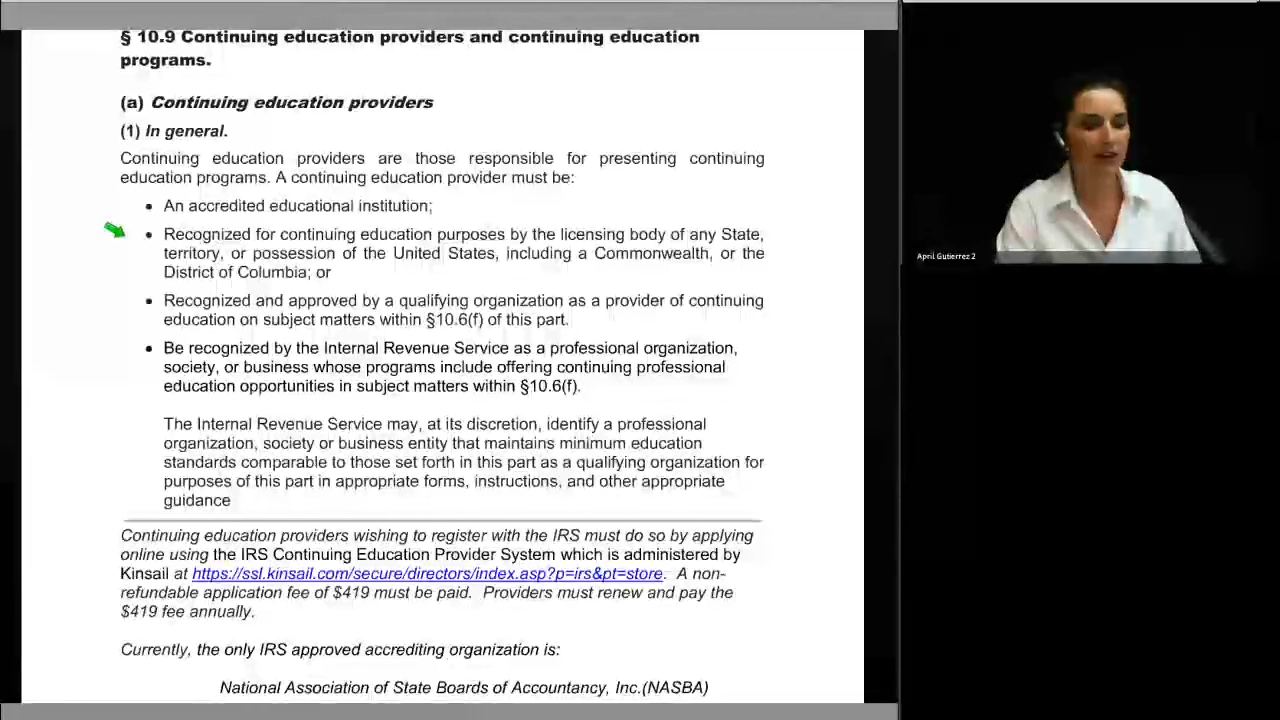 § 10.9 Continuing education providers and continuing education
programs.
(a) Continuing education providers
(1) In general.
Continuing education providers are those responsible for presenting continuing
education programs. A continuing education provider must be:
• An accredited educational institution;
• Recognized for continuing education purposes by the licensing body of any State,
territory, or possession of the United States, including a Commonwealth, or the
District of Columbia; or
• Recognized and approved by a qualifying organization as a provider of continuing
education on subject matters within §10.6(f) of this part.
• Be recognized by the Internal Revenue Service as a professional organization,
society, or business whose programs include offering continuing professional
education opportunities in subject matters within §10.6(f).
The Internal Revenue Service may, at its discretion, identify a professional
organization, society or business entity that maintains minimum education
standards comparable to those set forth in this part as a qualifying organization for
purposes of this part in appropriate forms, instructions, and other appropriate
guidance
Continuing education providers wishing to register with the IRS must do so by applying
online using the IRS Continuing Education Provider System which is administered by
Kinsail at https://ssl.kinsail.com/secure/directors/index.asp?p=irs&pt=store. A non-
refundable application fee of $419 must be paid. Providers must renew and pay the
$419 fee annually.
Currently, the only IRS approved accrediting organization is:
National Association of State Boards of Accountancy, Inc.(NASBA)
April Gutierrez 2